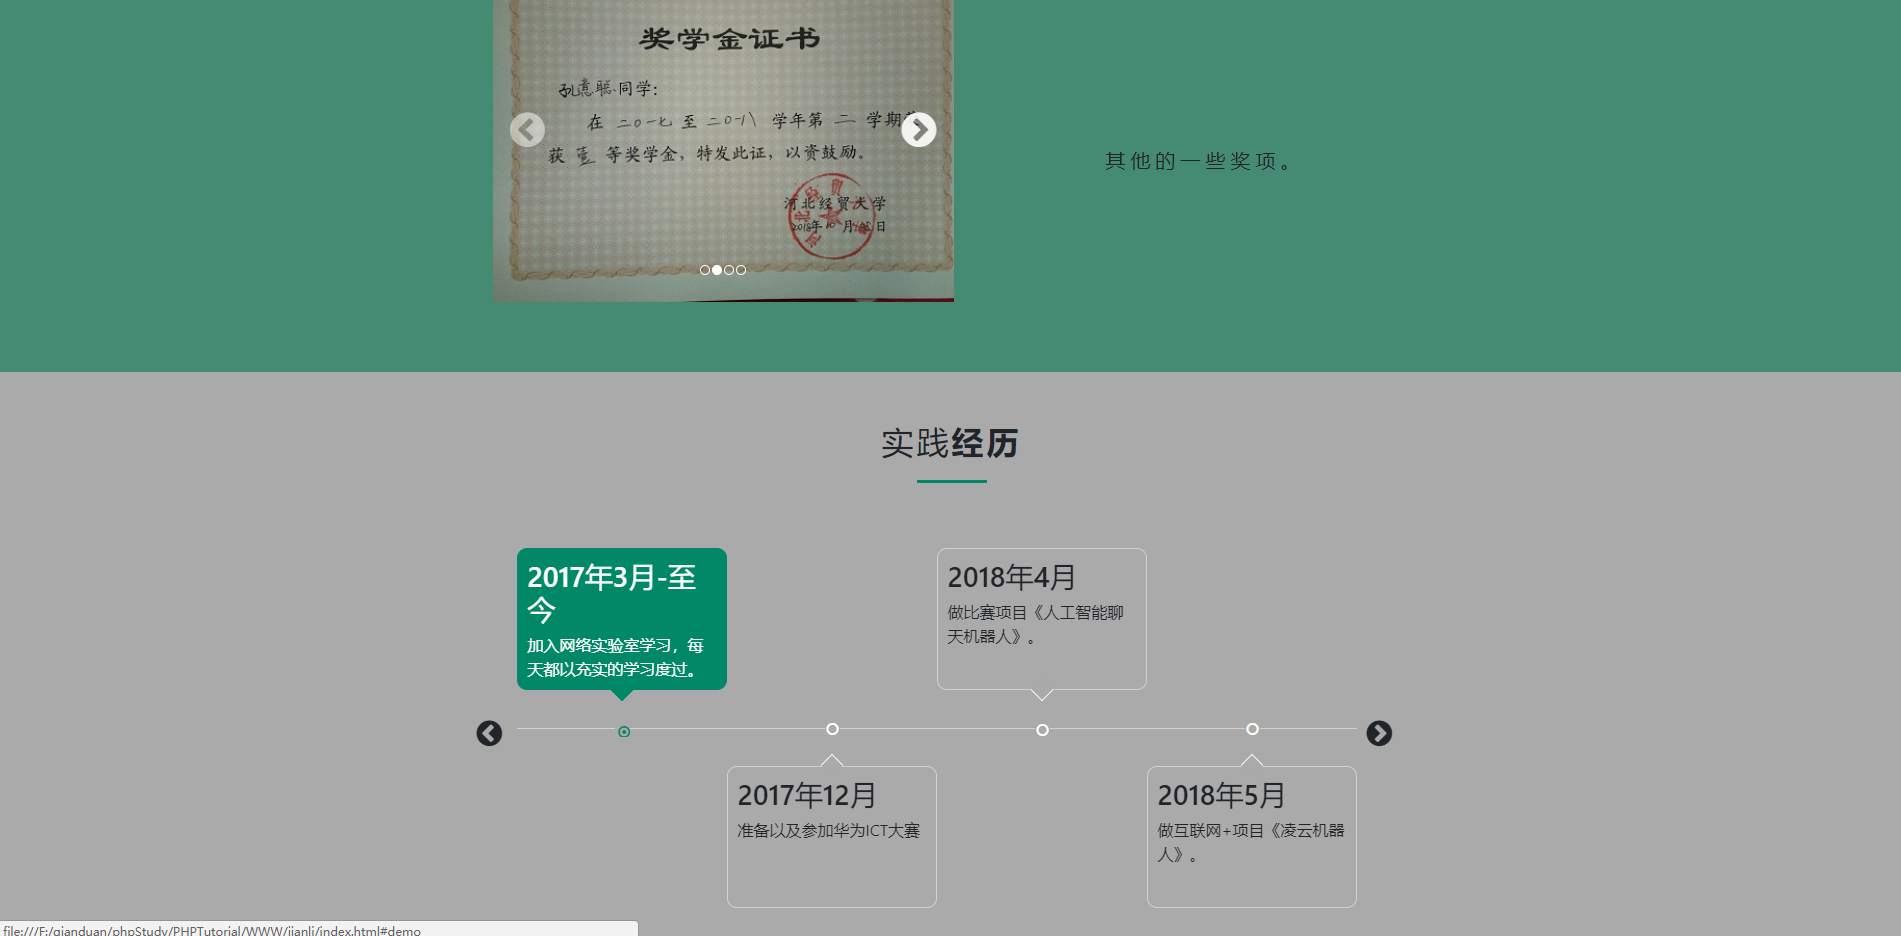 奖学金证书
孙意聪同学：
在 二〇一七 至 二〇一八 学年第 二 学期
获 壹 等奖学金，特发此证，以资鼓励。
河北经贸大学
2018年10月 日
其他的一些奖项。
实践经历
2017年3月-至
今
加入网络实验室学习，每
天都以充实的学习度过。
2018年4月
做比赛项目《人工智能聊
天机器人》。
2017年12月
准备以及参加华为ICT大赛
2018年5月
做互联网+项目《凌云机器
人》。
file:///F:/qianduan/phpStudy/PHPTutorial/WWW/jianli/index.html#demo